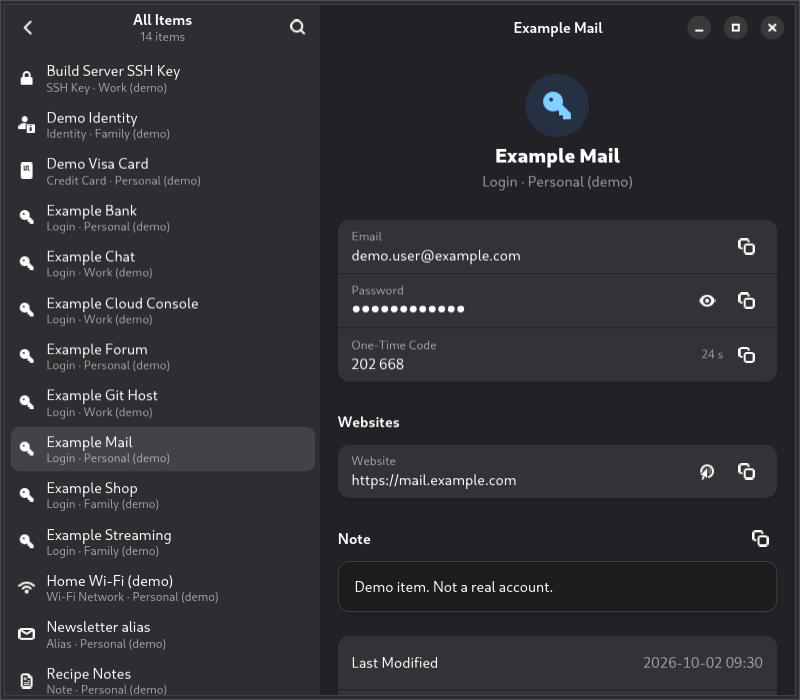 All Items
14 items
Build Server SSH Key
SSH Key · Work (demo)
Demo Identity
Identity · Family (demo)
Demo Visa Card
Credit Card · Personal (demo)
Example Bank
Login · Personal (demo)
Example Chat
Login · Work (demo)
Example Cloud Console
Login · Work (demo)
Example Forum
Login · Personal (demo)
Example Git Host
Login · Work (demo)
Example Mail
Login · Personal (demo)
Example Shop
Login · Family (demo)
Example Streaming
Login · Family (demo)
Home Wi-Fi (demo)
Wi-Fi Network · Personal (demo)
Newsletter alias
Alias · Personal (demo)
Recipe Notes
Note · Personal (demo)
Example Mail
Example Mail
Login · Personal (demo)
Email
demo.user@example.com
Password
●●●●●●●●●●●●
One-Time Code
202 668
24 s
Websites
Website
https://mail.example.com
Note
Demo item. Not a real account.
Last Modified
2026-10-02 09:30